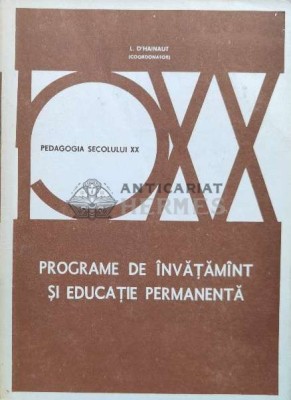 L. D'HAINAUT
(COORDONATOR)
PEDAGOGIA SECOLULUI XX
XX
ANTICARIAT
HERMES
PROGRAME DE ÎNVĂȚĂMÎNT
ȘI EDUCAȚIE PERMANENTĂ